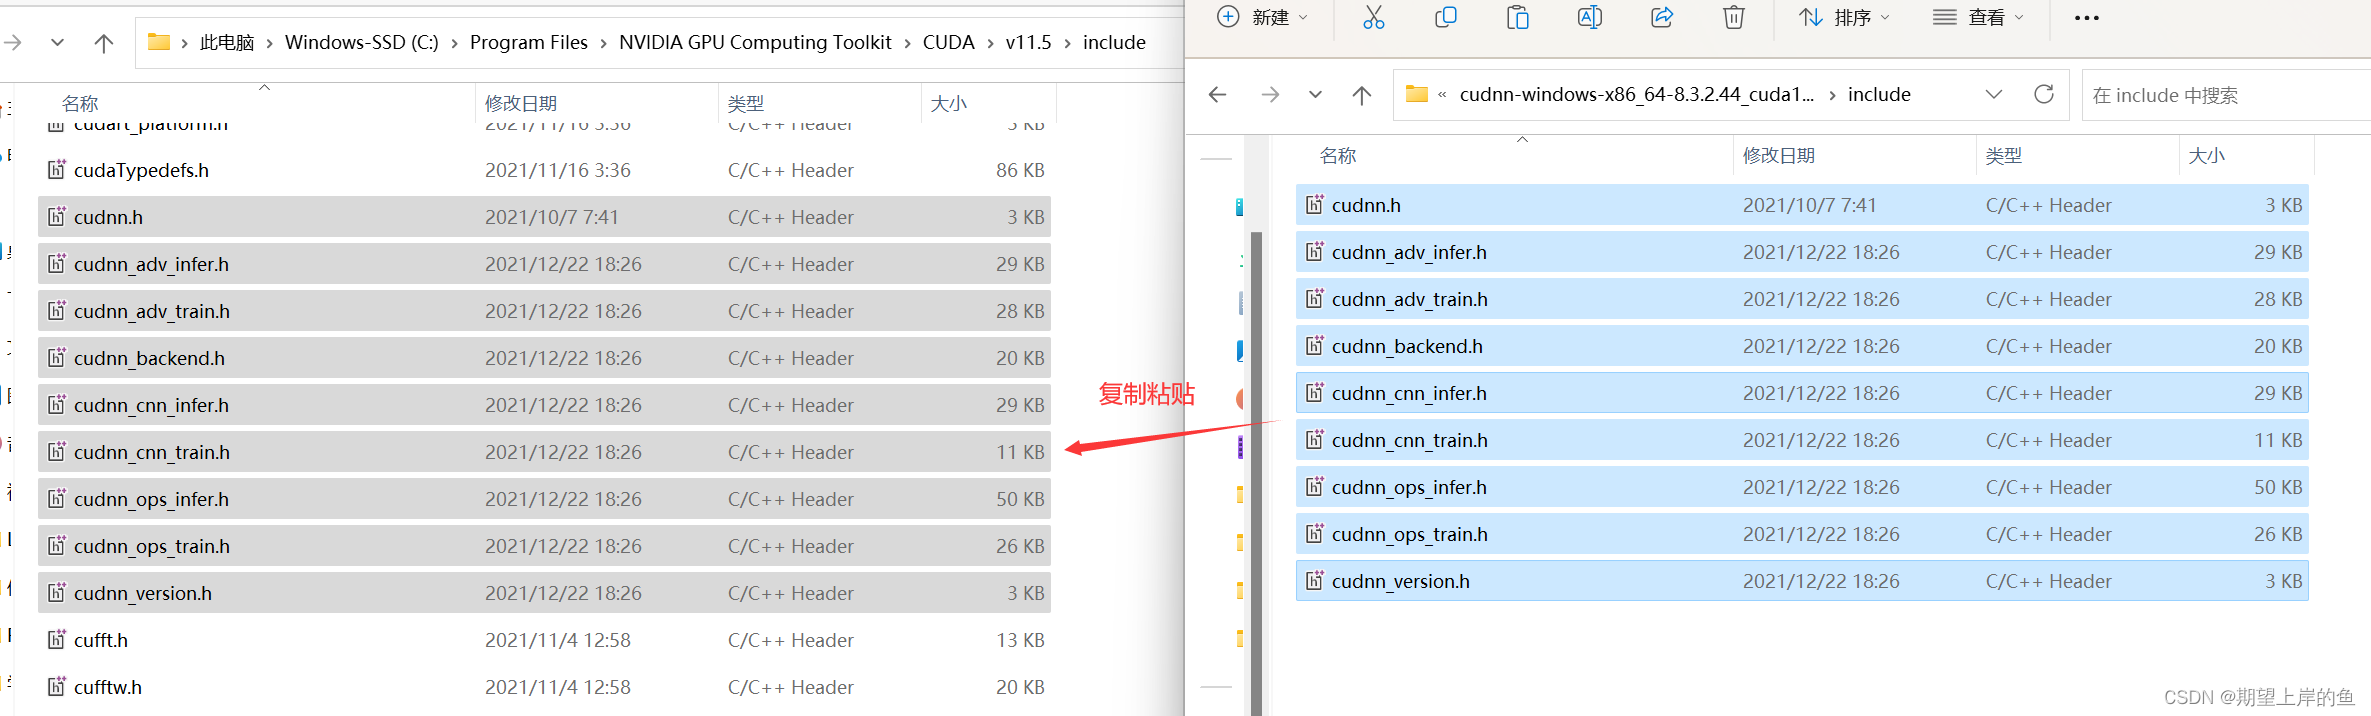 此电脑 › Windows-SSD (C:) › Program Files › NVIDIA GPU Computing Toolkit › CUDA › v11.5 › include
名称 修改日期 类型 大小
cudart_platform.h 2021/11/16 3:36 C/C++ Header 3 KB
cudaTypedefs.h 2021/11/16 3:36 C/C++ Header 86 KB
cudnn.h 2021/10/7 7:41 C/C++ Header 3 KB
cudnn_adv_infer.h 2021/12/22 18:26 C/C++ Header 29 KB
cudnn_adv_train.h 2021/12/22 18:26 C/C++ Header 28 KB
cudnn_backend.h 2021/12/22 18:26 C/C++ Header 20 KB
cudnn_cnn_infer.h 2021/12/22 18:26 C/C++ Header 29 KB
cudnn_cnn_train.h 2021/12/22 18:26 C/C++ Header 11 KB
cudnn_ops_infer.h 2021/12/22 18:26 C/C++ Header 50 KB
cudnn_ops_train.h 2021/12/22 18:26 C/C++ Header 26 KB
cudnn_version.h 2021/12/22 18:26 C/C++ Header 3 KB
cufft.h 2021/11/4 12:58 C/C++ Header 13 KB
cufftw.h 2021/11/4 12:58 C/C++ Header 20 KB
复制粘贴
新建 排序 查看
« cudnn-windows-x86_64-8.3.2.44_cuda1... › include
在 include 中搜索
名称 修改日期 类型 大小
cudnn.h 2021/10/7 7:41 C/C++ Header 3 KB
cudnn_adv_infer.h 2021/12/22 18:26 C/C++ Header 29 KB
cudnn_adv_train.h 2021/12/22 18:26 C/C++ Header 28 KB
cudnn_backend.h 2021/12/22 18:26 C/C++ Header 20 KB
cudnn_cnn_infer.h 2021/12/22 18:26 C/C++ Header 29 KB
cudnn_cnn_train.h 2021/12/22 18:26 C/C++ Header 11 KB
cudnn_ops_infer.h 2021/12/22 18:26 C/C++ Header 50 KB
cudnn_ops_train.h 2021/12/22 18:26 C/C++ Header 26 KB
cudnn_version.h 2021/12/22 18:26 C/C++ Header 3 KB
CSDN @期望上岸的鱼